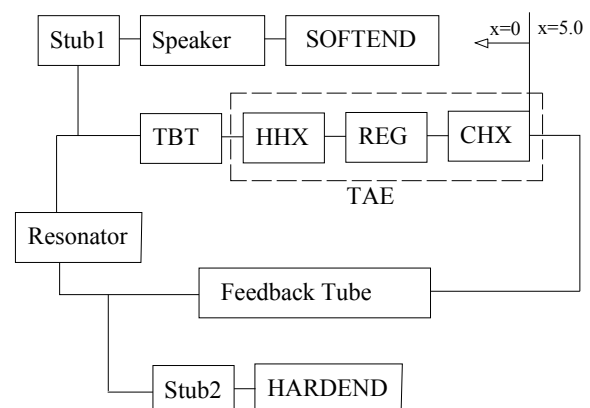 x=0 x=5.0
Stub1 Speaker SOFTEND
TBT HHX REG CHX
TAE
Resonator
Feedback Tube
Stub2 HARDEND